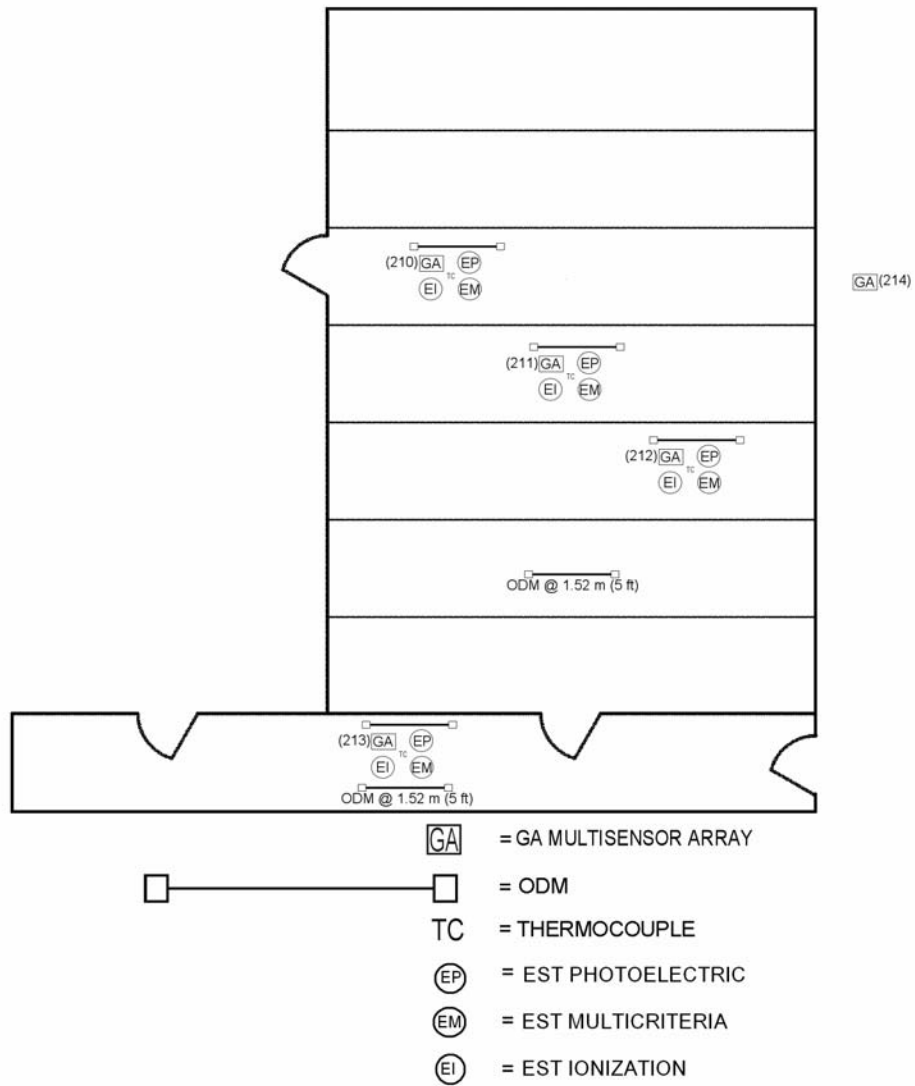 (210) GA EP
TC
EI EM
GA (214)
(211) GA EP
TC
EI EM
(212) GA EP
TC
EI EM
ODM @ 1.52 m (5 ft)
(213) GA EP
TC
EI EM
ODM @ 1.52 m (5 ft)
GA = GA MULTISENSOR ARRAY
= ODM
TC = THERMOCOUPLE
EP = EST PHOTOELECTRIC
EM = EST MULTICRITERIA
EI = EST IONIZATION